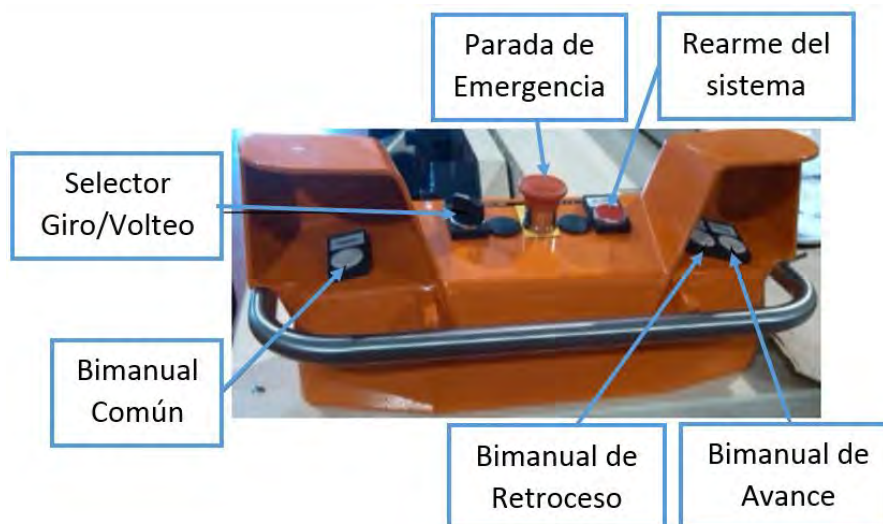 Parada de
Emergencia
Rearme del
sistema
Selector
Giro/Volteo
Bimanual
Común
Bimanual de
Retroceso
Bimanual de
Avance